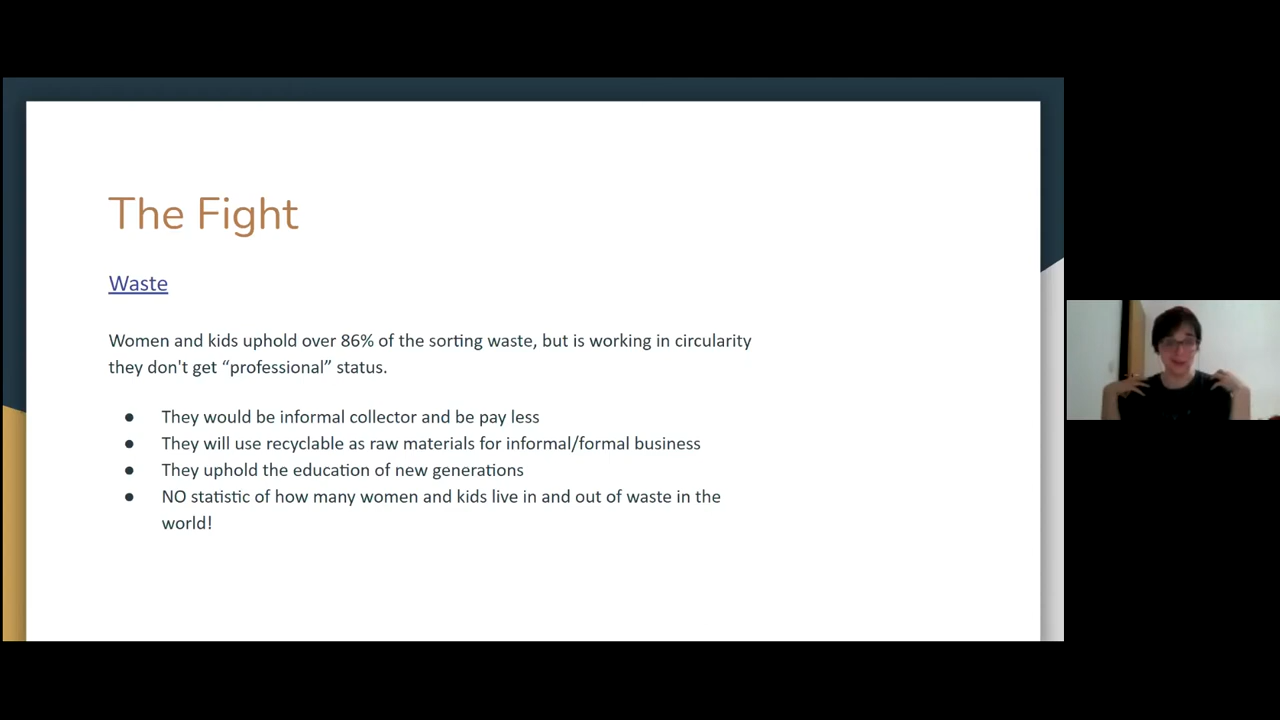 The Fight
Waste
Women and kids uphold over 86% of the sorting waste, but is working in circularity
they don't get “professional” status.
● They would be informal collector and be pay less
● They will use recyclable as raw materials for informal/formal business
● They uphold the education of new generations
● NO statistic of how many women and kids live in and out of waste in the
world!